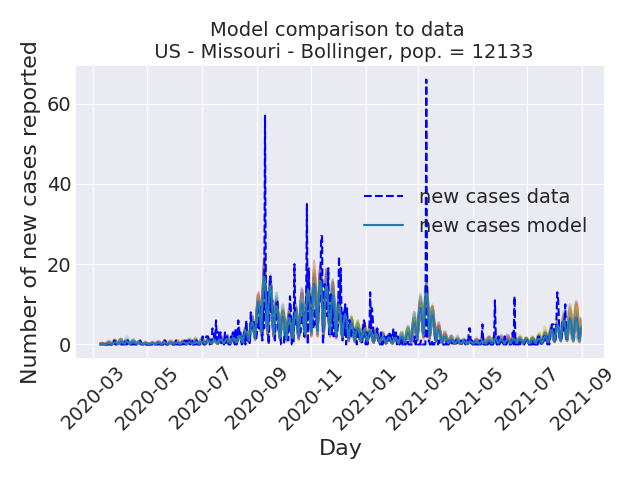 Model comparison to data
US - Missouri - Bollinger, pop. = 12133
Number of new cases reported
60
40
20
0
new cases data
new cases model
2020-03
2020-05
2020-07
2020-09
2020-11
2021-01
2021-03
2021-05
2021-07
2021-09
Day